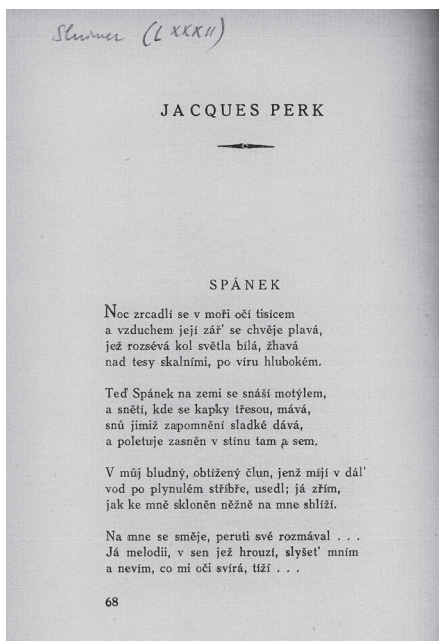 Sluimer (LXXXII)
JACQUES PERK
SPÁNEK
Noc zrcadlí se v moři očí tisícem
a vzduchem její zář' se chvěje plavá,
jež rozsévá kol světla bílá, žhavá
nad tesy skalními, po víru hlubokém.
Teď Spánek na zemi se snáší motýlem,
a snětí, kde se kapky třesou, mává,
snů jimiž zapomnění sladké dává,
a poletuje zasněn v stínu tam a sem.
V můj bludný, obtížený člun, jenž míjí v dál'
vod po plynulém stříbře, usedl; já zřím,
jak ke mně skloněn něžně na mne shlíží.
Na mne se směje, peruti své rozmával . . .
Já melodii, v sen jež hrouzí, slyšet' mním
a nevím, co mi oči svírá, tíží . . .
68